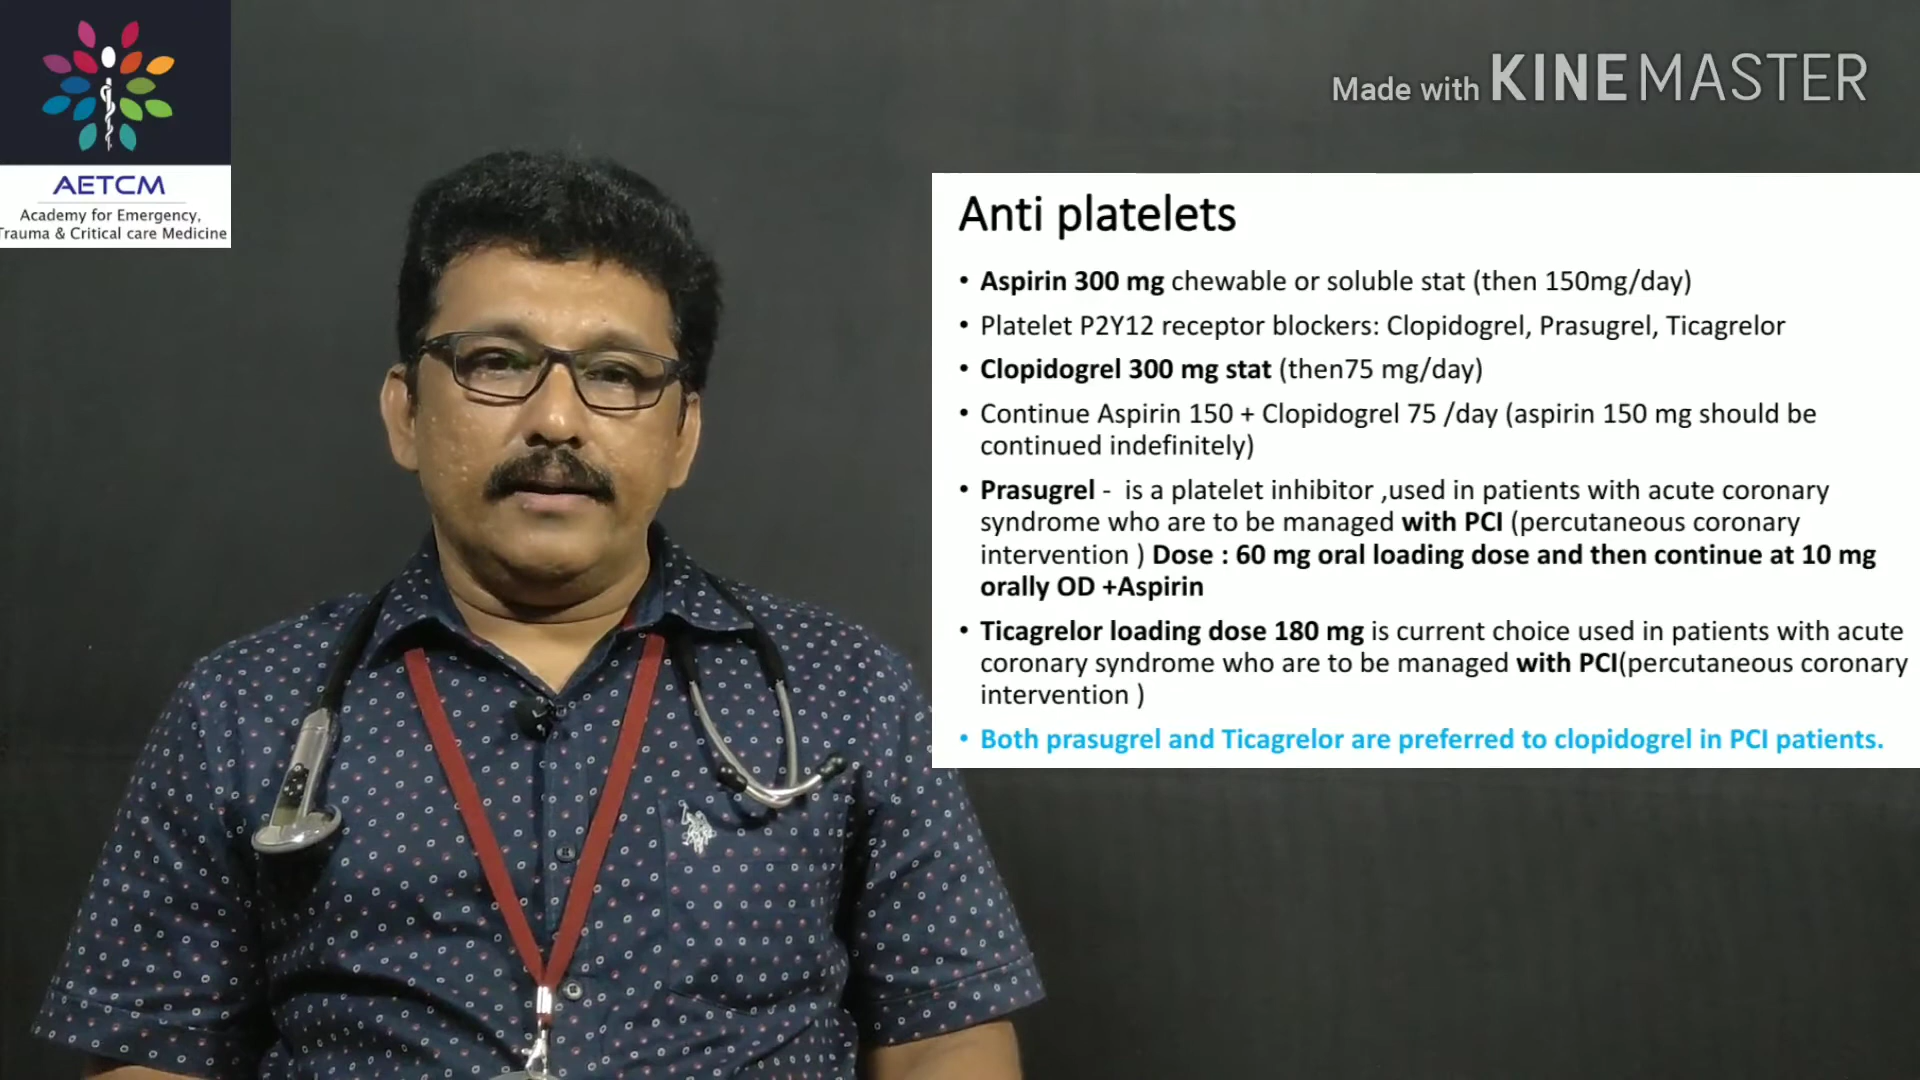 AETCM
Academy for Emergency,
Trauma & Critical care Medicine
Made with KINEMASTER
Anti platelets
• Aspirin 300 mg chewable or soluble stat (then 150mg/day)
• Platelet P2Y12 receptor blockers: Clopidogrel, Prasugrel, Ticagrelor
• Clopidogrel 300 mg stat (then75 mg/day)
• Continue Aspirin 150 + Clopidogrel 75 /day (aspirin 150 mg should be
continued indefinitely)
• Prasugrel - is a platelet inhibitor ,used in patients with acute coronary
syndrome who are to be managed with PCI (percutaneous coronary
intervention ) Dose : 60 mg oral loading dose and then continue at 10 mg
orally OD +Aspirin
• Ticagrelor loading dose 180 mg is current choice used in patients with acute
coronary syndrome who are to be managed with PCI(percutaneous coronary
intervention )
• Both prasugrel and Ticagrelor are preferred to clopidogrel in PCI patients.